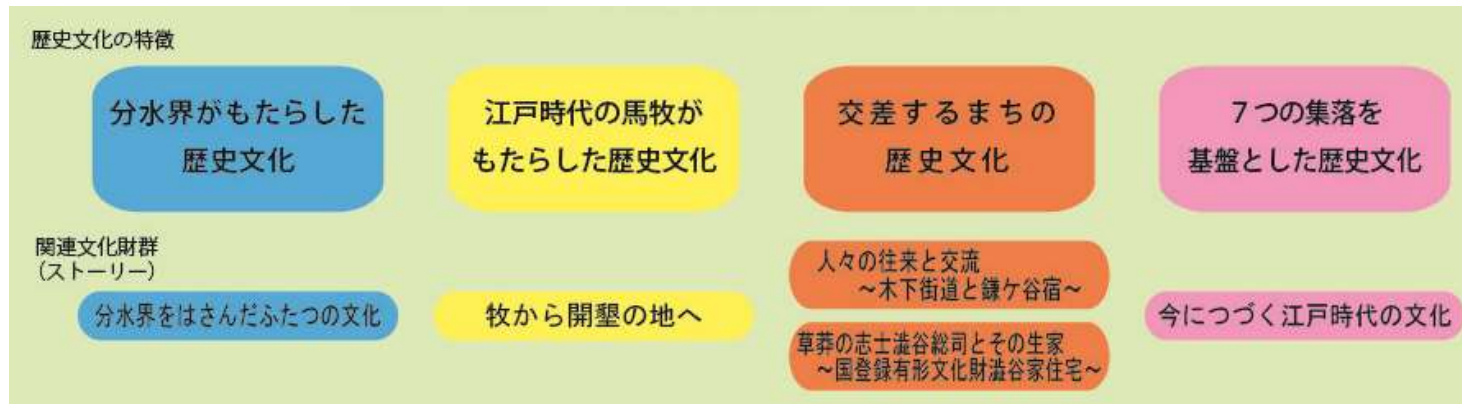 歴史文化の特徴
分水界がもたらした
歴史文化
江戸時代の馬牧が
もたらした歴史文化
交差するまちの
歴史文化
7つの集落を
基盤とした歴史文化
関連文化財群
(ストーリー)
分水界をはさんだふたつの文化
牧から開墾の地へ
人々の往来と交流
～木下街道と鎌ケ谷宿～
草莽の志士澁谷総司とその生家
～国登録有形文化財澁谷家住宅～
今につづく江戸時代の文化